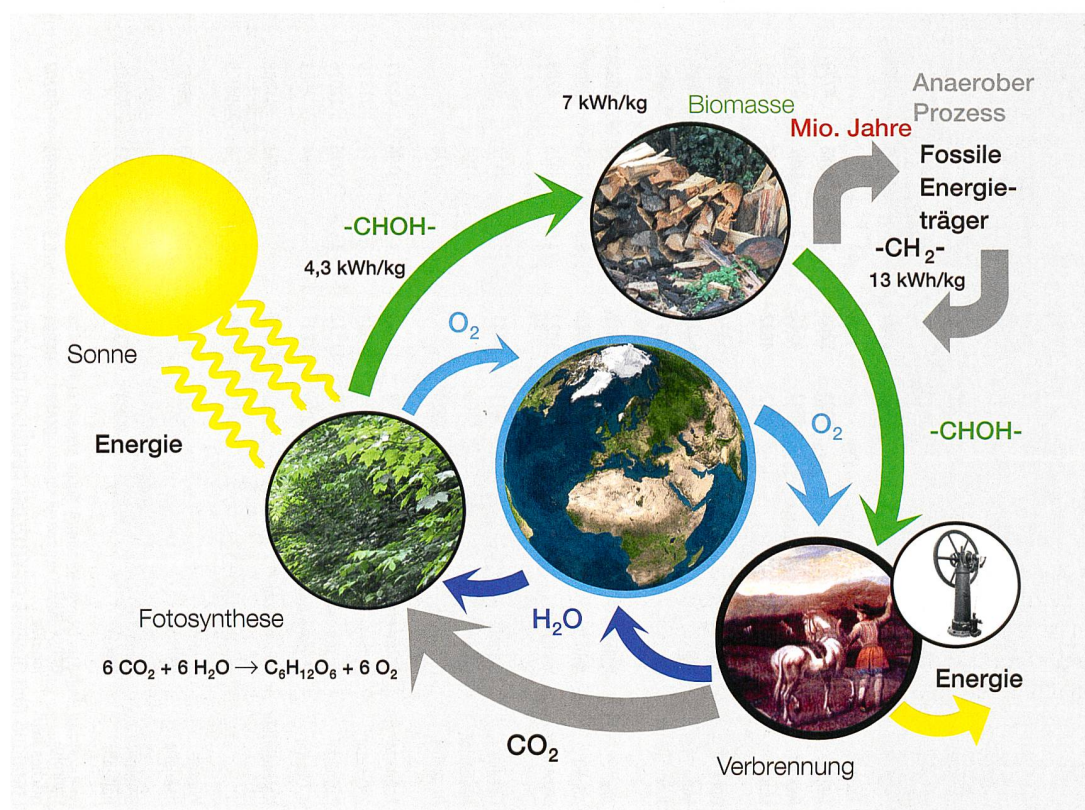 Anaerober
Prozess
7 kWh/kg
Biomasse
Mio. Jahre
Fossile
Energie-
träger
-CHOH-
-CH₂-
4,3 kWh/kg
13 kWh/kg
O₂
Sonne
O₂
-CHOH-
Energie
Fotosynthese
H₂O
6 CO₂ + 6 H₂O → C₆H₁₂O₆ + 6 O₂
Energie
CO₂
Verbrennung